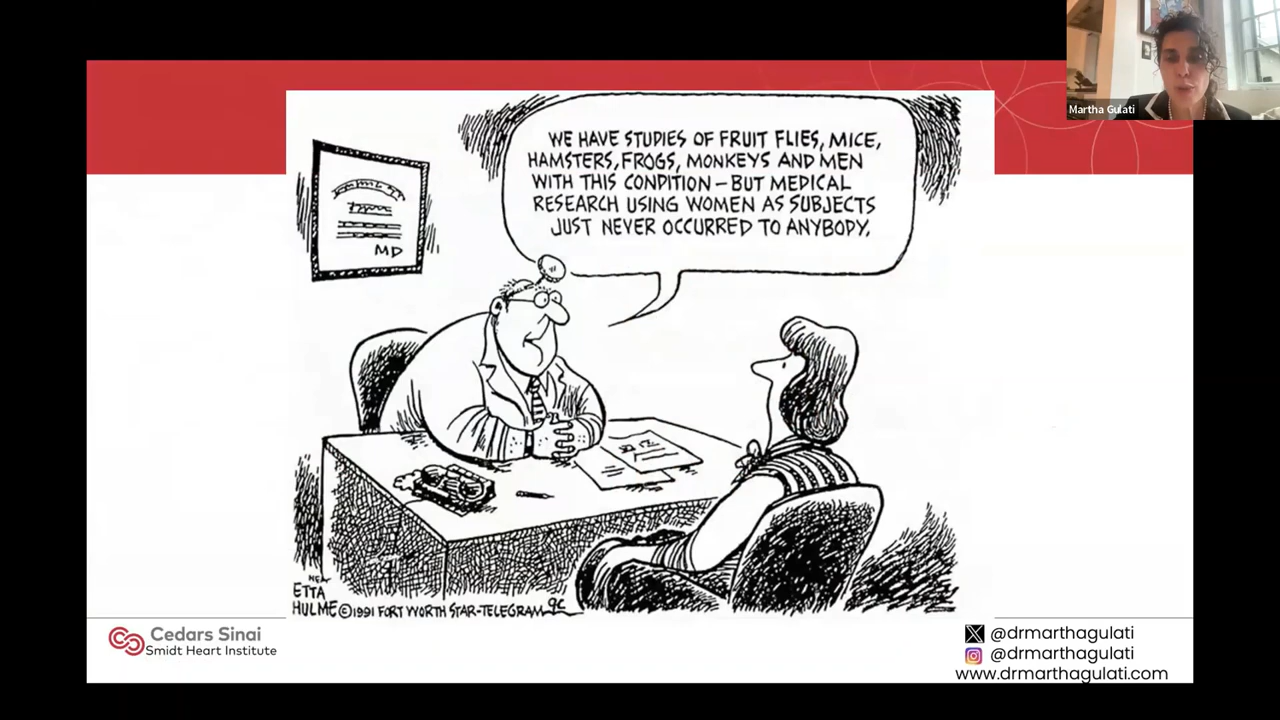 Martha Gulati
WE HAVE STUDIES OF FRUIT FLIES, MICE,
HAMSTERS, FROGS, MONKEYS AND MEN
WITH THIS CONDITION—BUT MEDICAL
RESEARCH USING WOMEN AS SUBJECTS
JUST NEVER OCCURRED TO ANYBODY.
MD
NEA
ETTA
HULME ©1991 FORT WORTH STAR-TELEGRAM
Cedars Sinai
Smidt Heart Institute
@drmarthagulati
@drmarthagulati
www.drmarthagulati.com